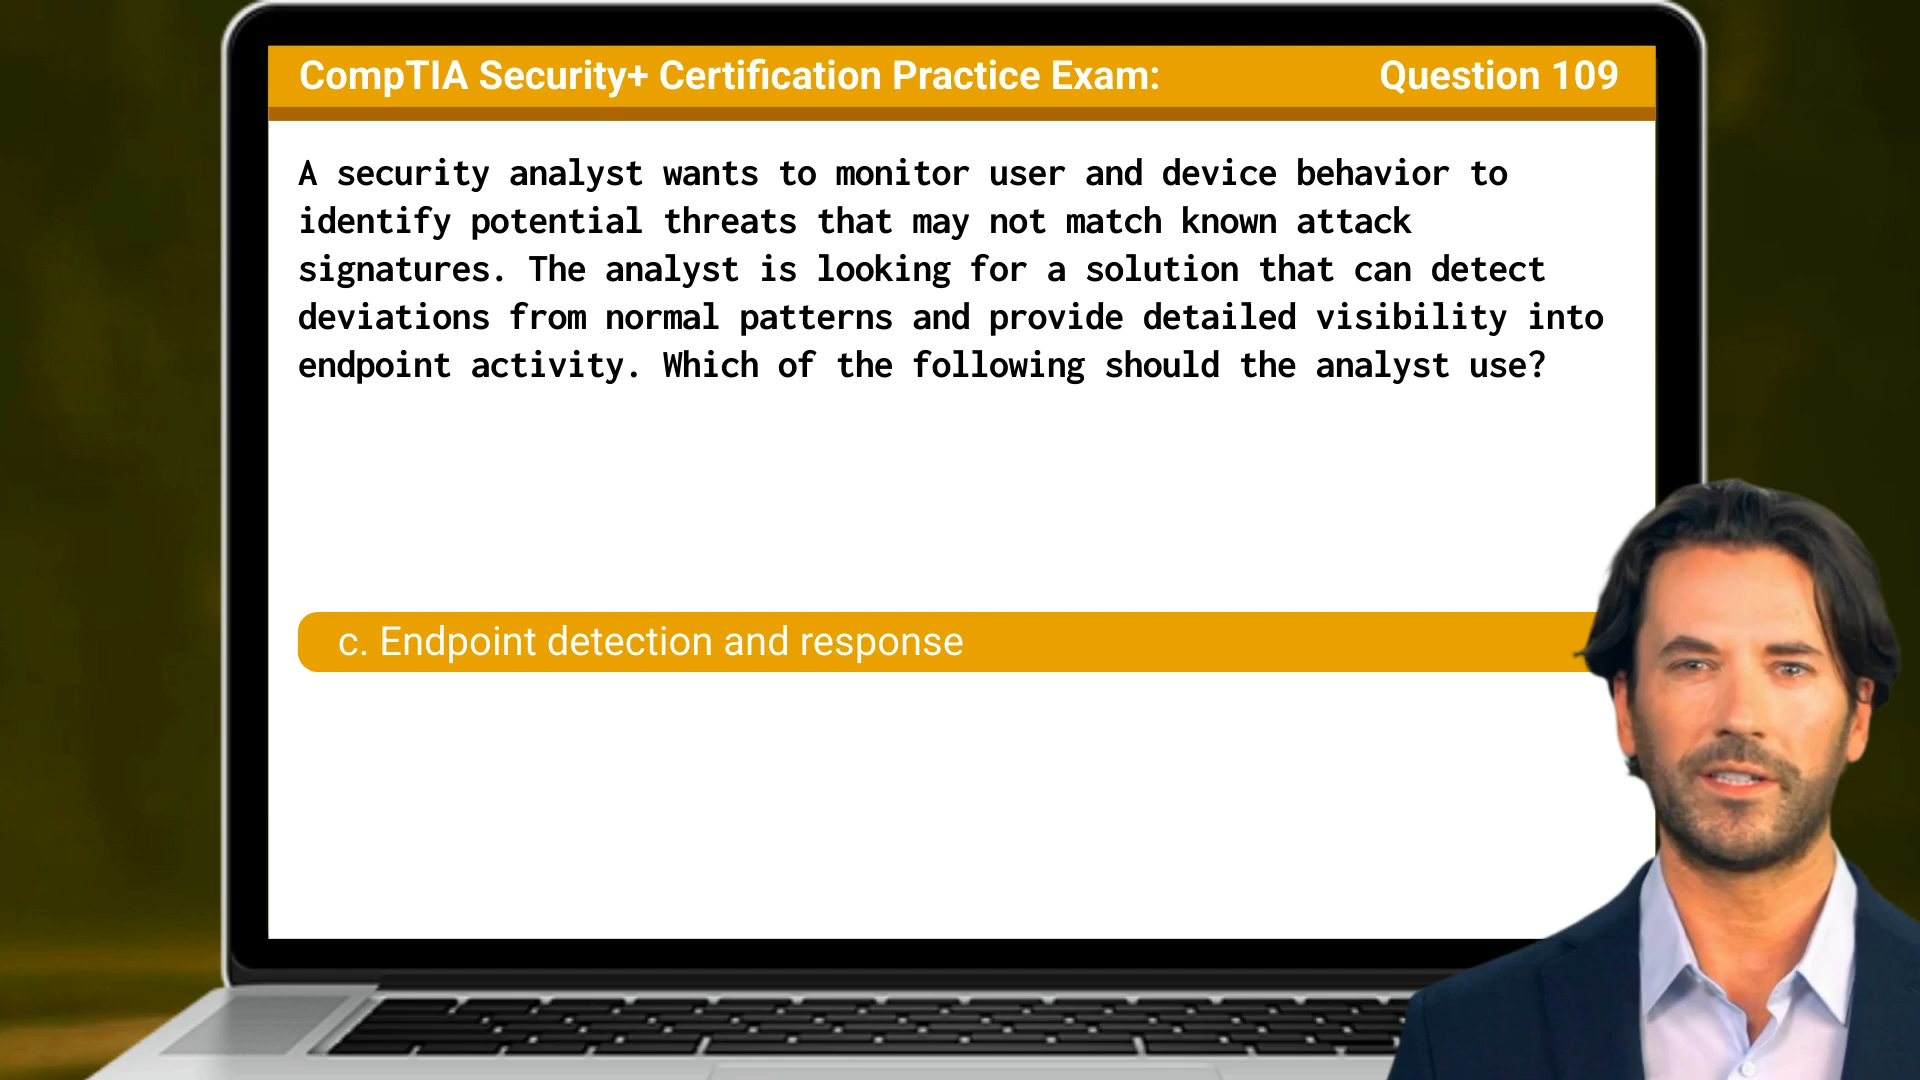 CompTIA Security+ Certification Practice Exam:
Question 109
A security analyst wants to monitor user and device behavior to
identify potential threats that may not match known attack
signatures. The analyst is looking for a solution that can detect
deviations from normal patterns and provide detailed visibility into
endpoint activity. Which of the following should the analyst use?
c. Endpoint detection and response